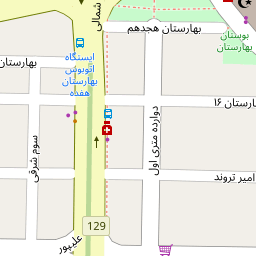 شمالی
بهارستان هجدهم
بوستان
بهارستان
ایستگاه
اتوبوس
بهارستان
هفده
بهارستان
بهارستان ۱۶
دوازده متری اول
سوم شرقی
امیر تروند
129
علیپور